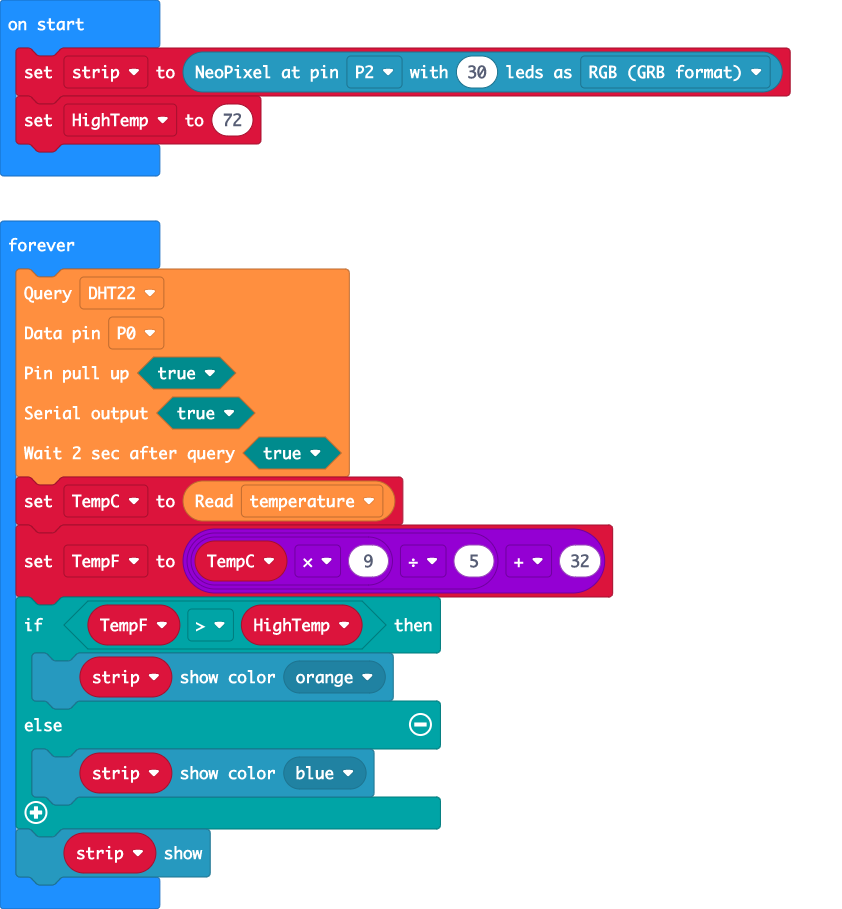 on start
set strip to NeoPixel at pin P2 with 30 leds as RGB (GRB format)
set HighTemp to 72
forever
Query DHT22
Data pin P0
Pin pull up true
Serial output true
Wait 2 sec after query true
set TempC to Read temperature
set TempF to TempC × 9 ÷ 5 + 32
if TempF > HighTemp then
strip show color orange
else
strip show color blue
strip show